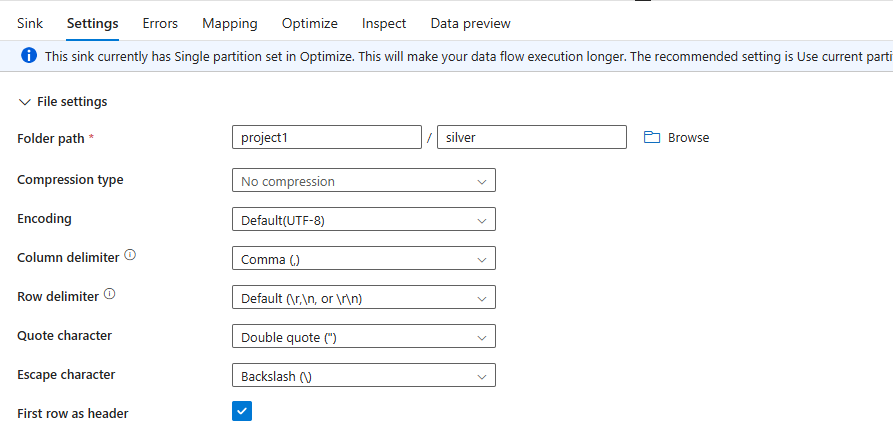 Sink Settings Errors Mapping Optimize Inspect Data preview
This sink currently has Single partition set in Optimize. This will make your data flow execution longer. The recommended setting is Use current parti
File settings
Folder path * project1 / silver Browse
Compression type No compression
Encoding Default(UTF-8)
Column delimiter Comma (,)
Row delimiter Default (\r,\n, or \r\n)
Quote character Double quote (")
Escape character Backslash (\)
First row as header